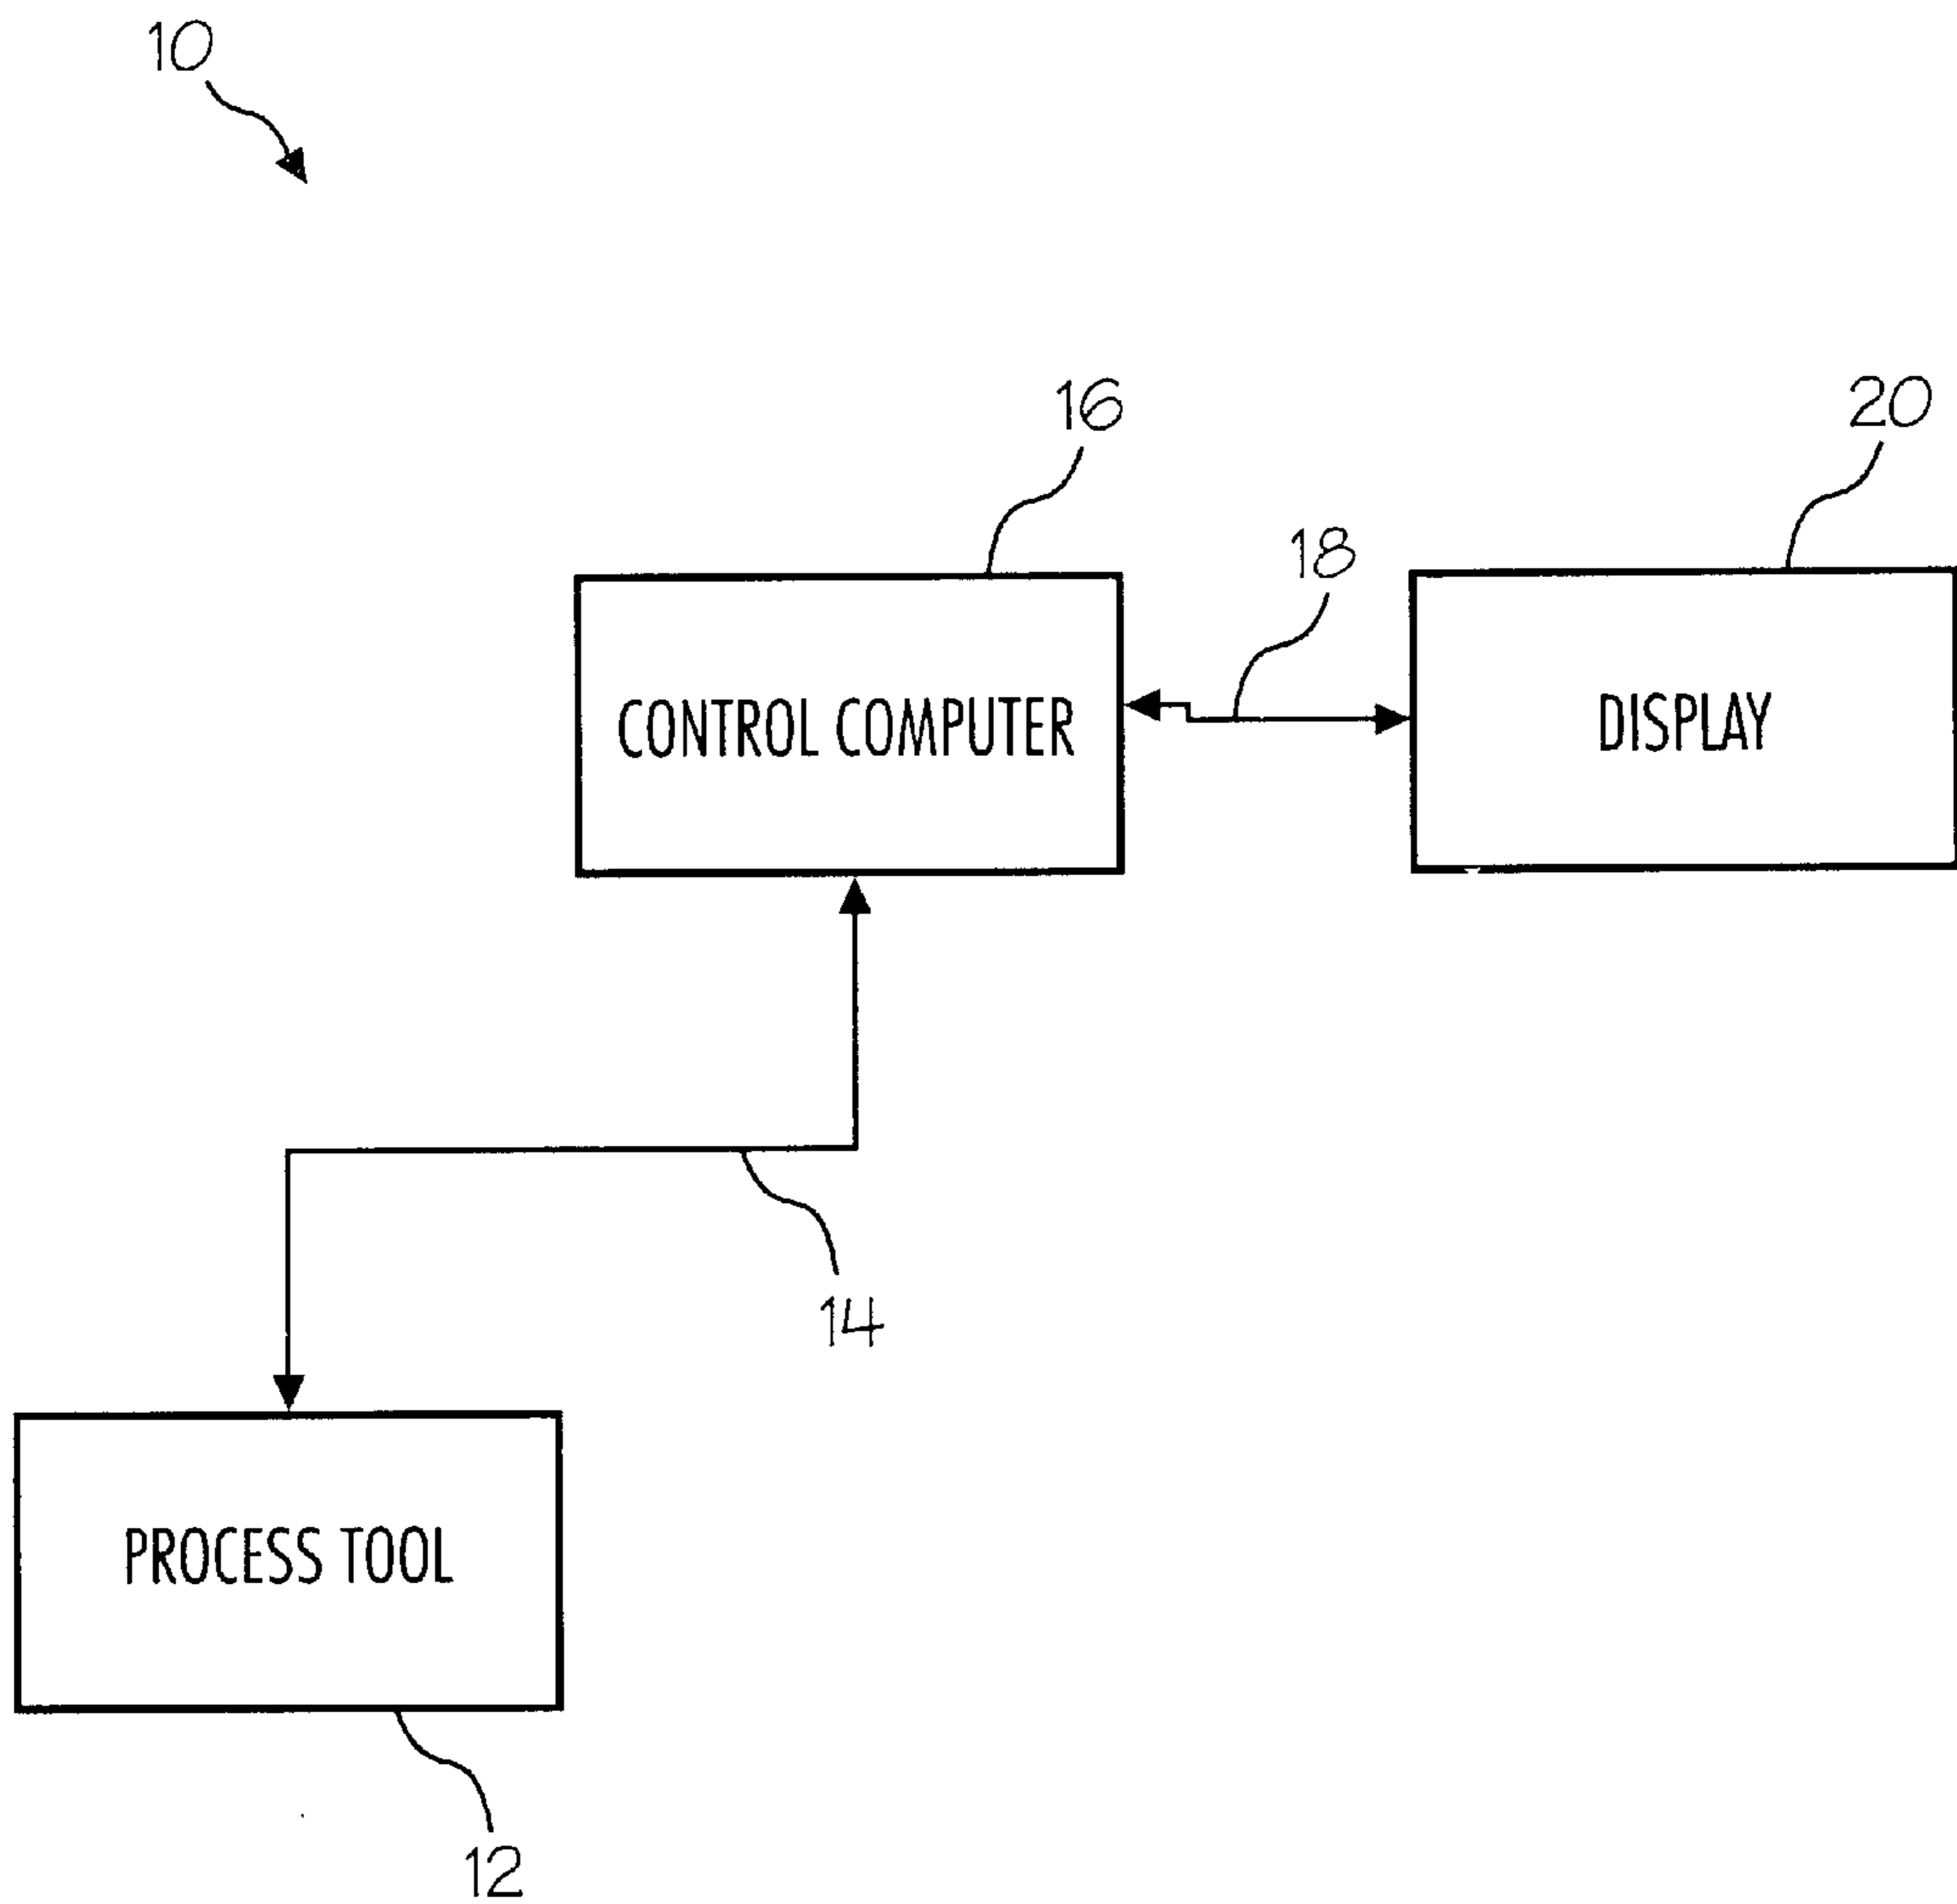 10
16
20
18
CONTROL COMPUTER
DISPLAY
14
PROCESS TOOL
12